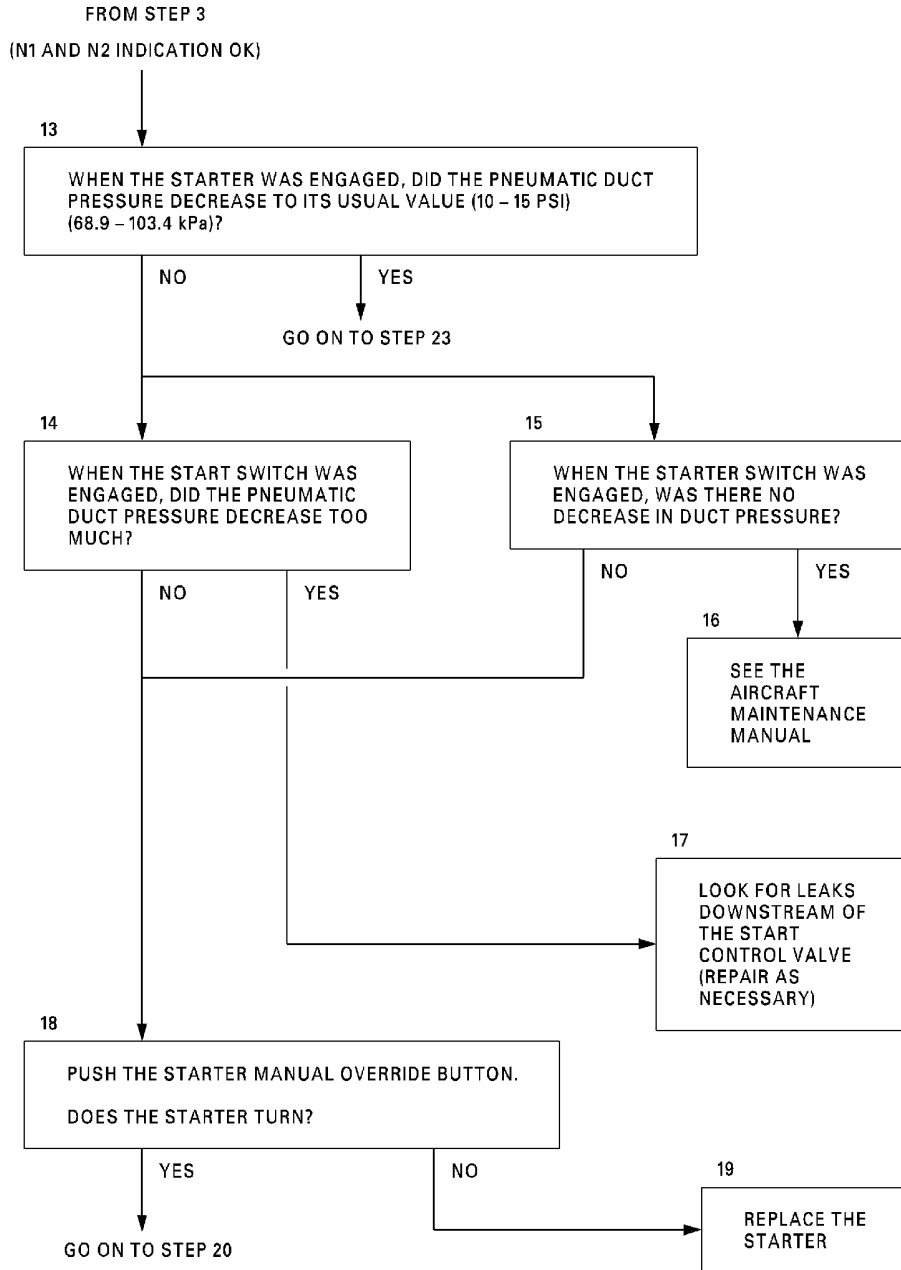 FROM STEP 3
(N1 AND N2 INDICATION OK)
13
WHEN THE STARTER WAS ENGAGED, DID THE PNEUMATIC DUCT
PRESSURE DECREASE TO ITS USUAL VALUE (10 – 15 PSI)
(68.9 – 103.4 kPa)?
NO
YES
GO ON TO STEP 23
14
WHEN THE START SWITCH WAS
ENGAGED, DID THE PNEUMATIC
DUCT PRESSURE DECREASE TOO
MUCH?
NO
YES
15
WHEN THE STARTER SWITCH WAS
ENGAGED, WAS THERE NO
DECREASE IN DUCT PRESSURE?
NO
YES
16
SEE THE
AIRCRAFT
MAINTENANCE
MANUAL
17
LOOK FOR LEAKS
DOWNSTREAM OF
THE START
CONTROL VALVE
(REPAIR AS
NECESSARY)
18
PUSH THE STARTER MANUAL OVERRIDE BUTTON.
DOES THE STARTER TURN?
YES
NO
GO ON TO STEP 20
19
REPLACE THE
STARTER